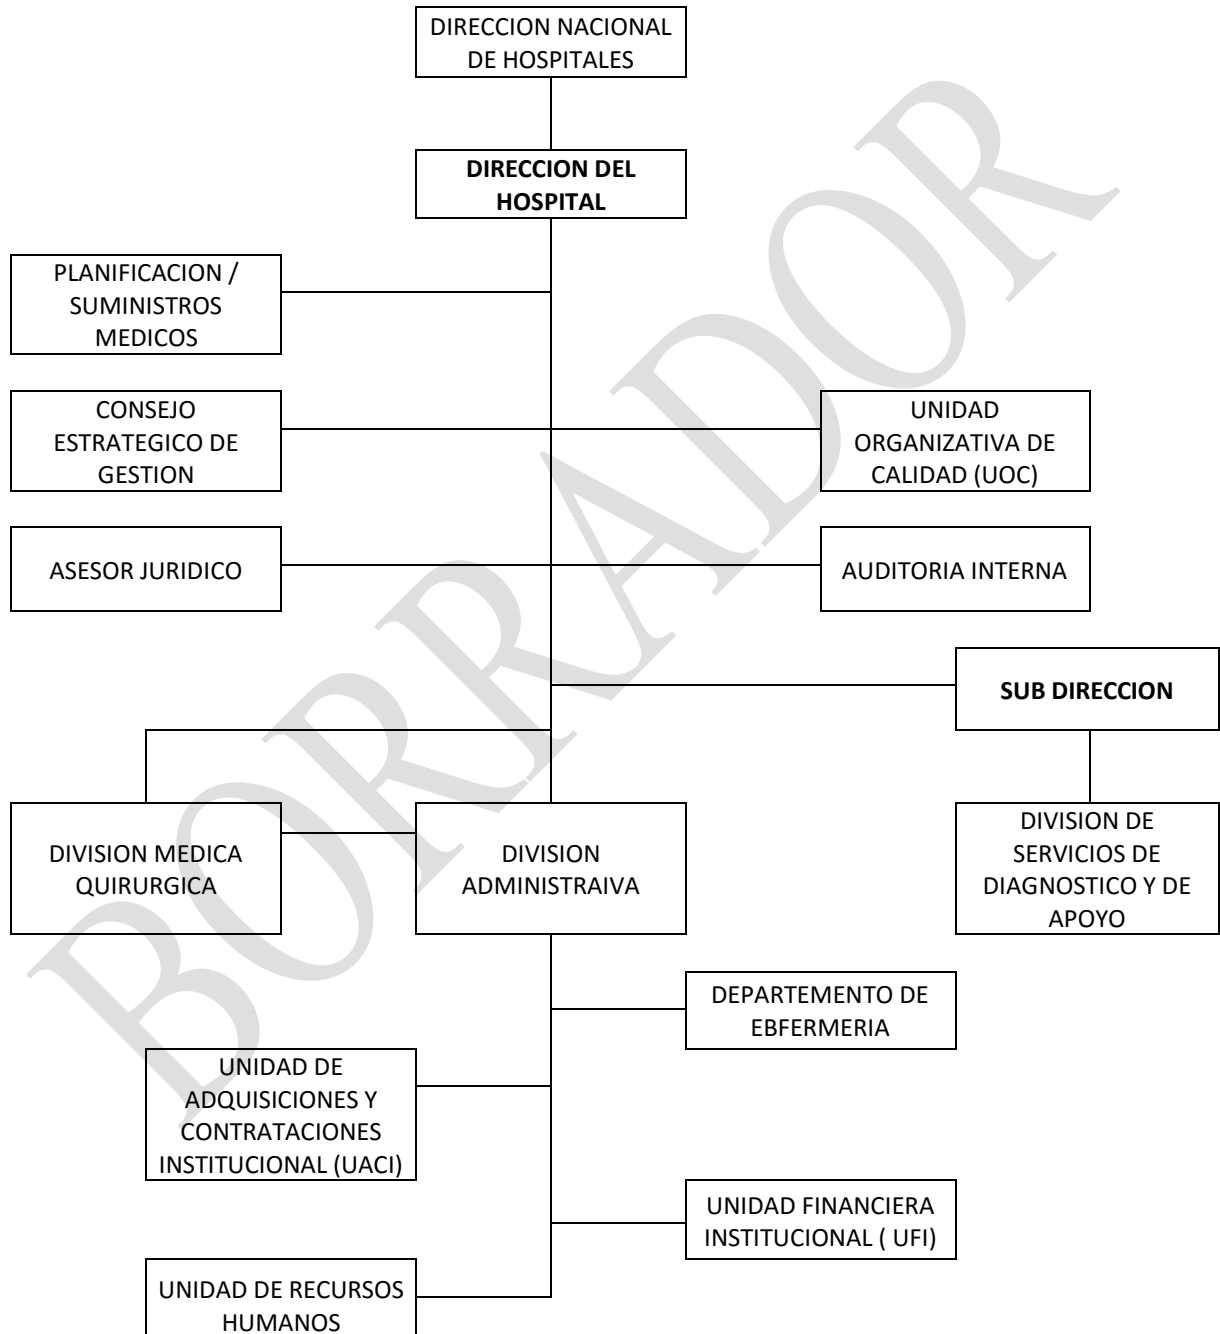 DIRECCION NACIONAL
DE HOSPITALES
DIRECCION DEL
HOSPITAL
PLANIFICACION /
SUMINISTROS
MEDICOS
CONSEJO
ESTRATEGICO DE
GESTION
UNIDAD
ORGANIZATIVA DE
CALIDAD (UOC)
ASESOR JURIDICO
AUDITORIA INTERNA
SUB DIRECCION
DIVISION MEDICA
QUIRURGICA
DIVISION
ADMINISTRAIVA
DIVISION DE
SERVICIOS DE
DIAGNOSTICO Y DE
APOYO
DEPARTEMENTO DE
EBFERMERIA
UNIDAD DE
ADQUISICIONES Y
CONTRATACIONES
INSTITUCIONAL (UACI)
UNIDAD FINANCIERA
INSTITUCIONAL ( UFI)
UNIDAD DE RECURSOS
HUMANOS
BORRADOR